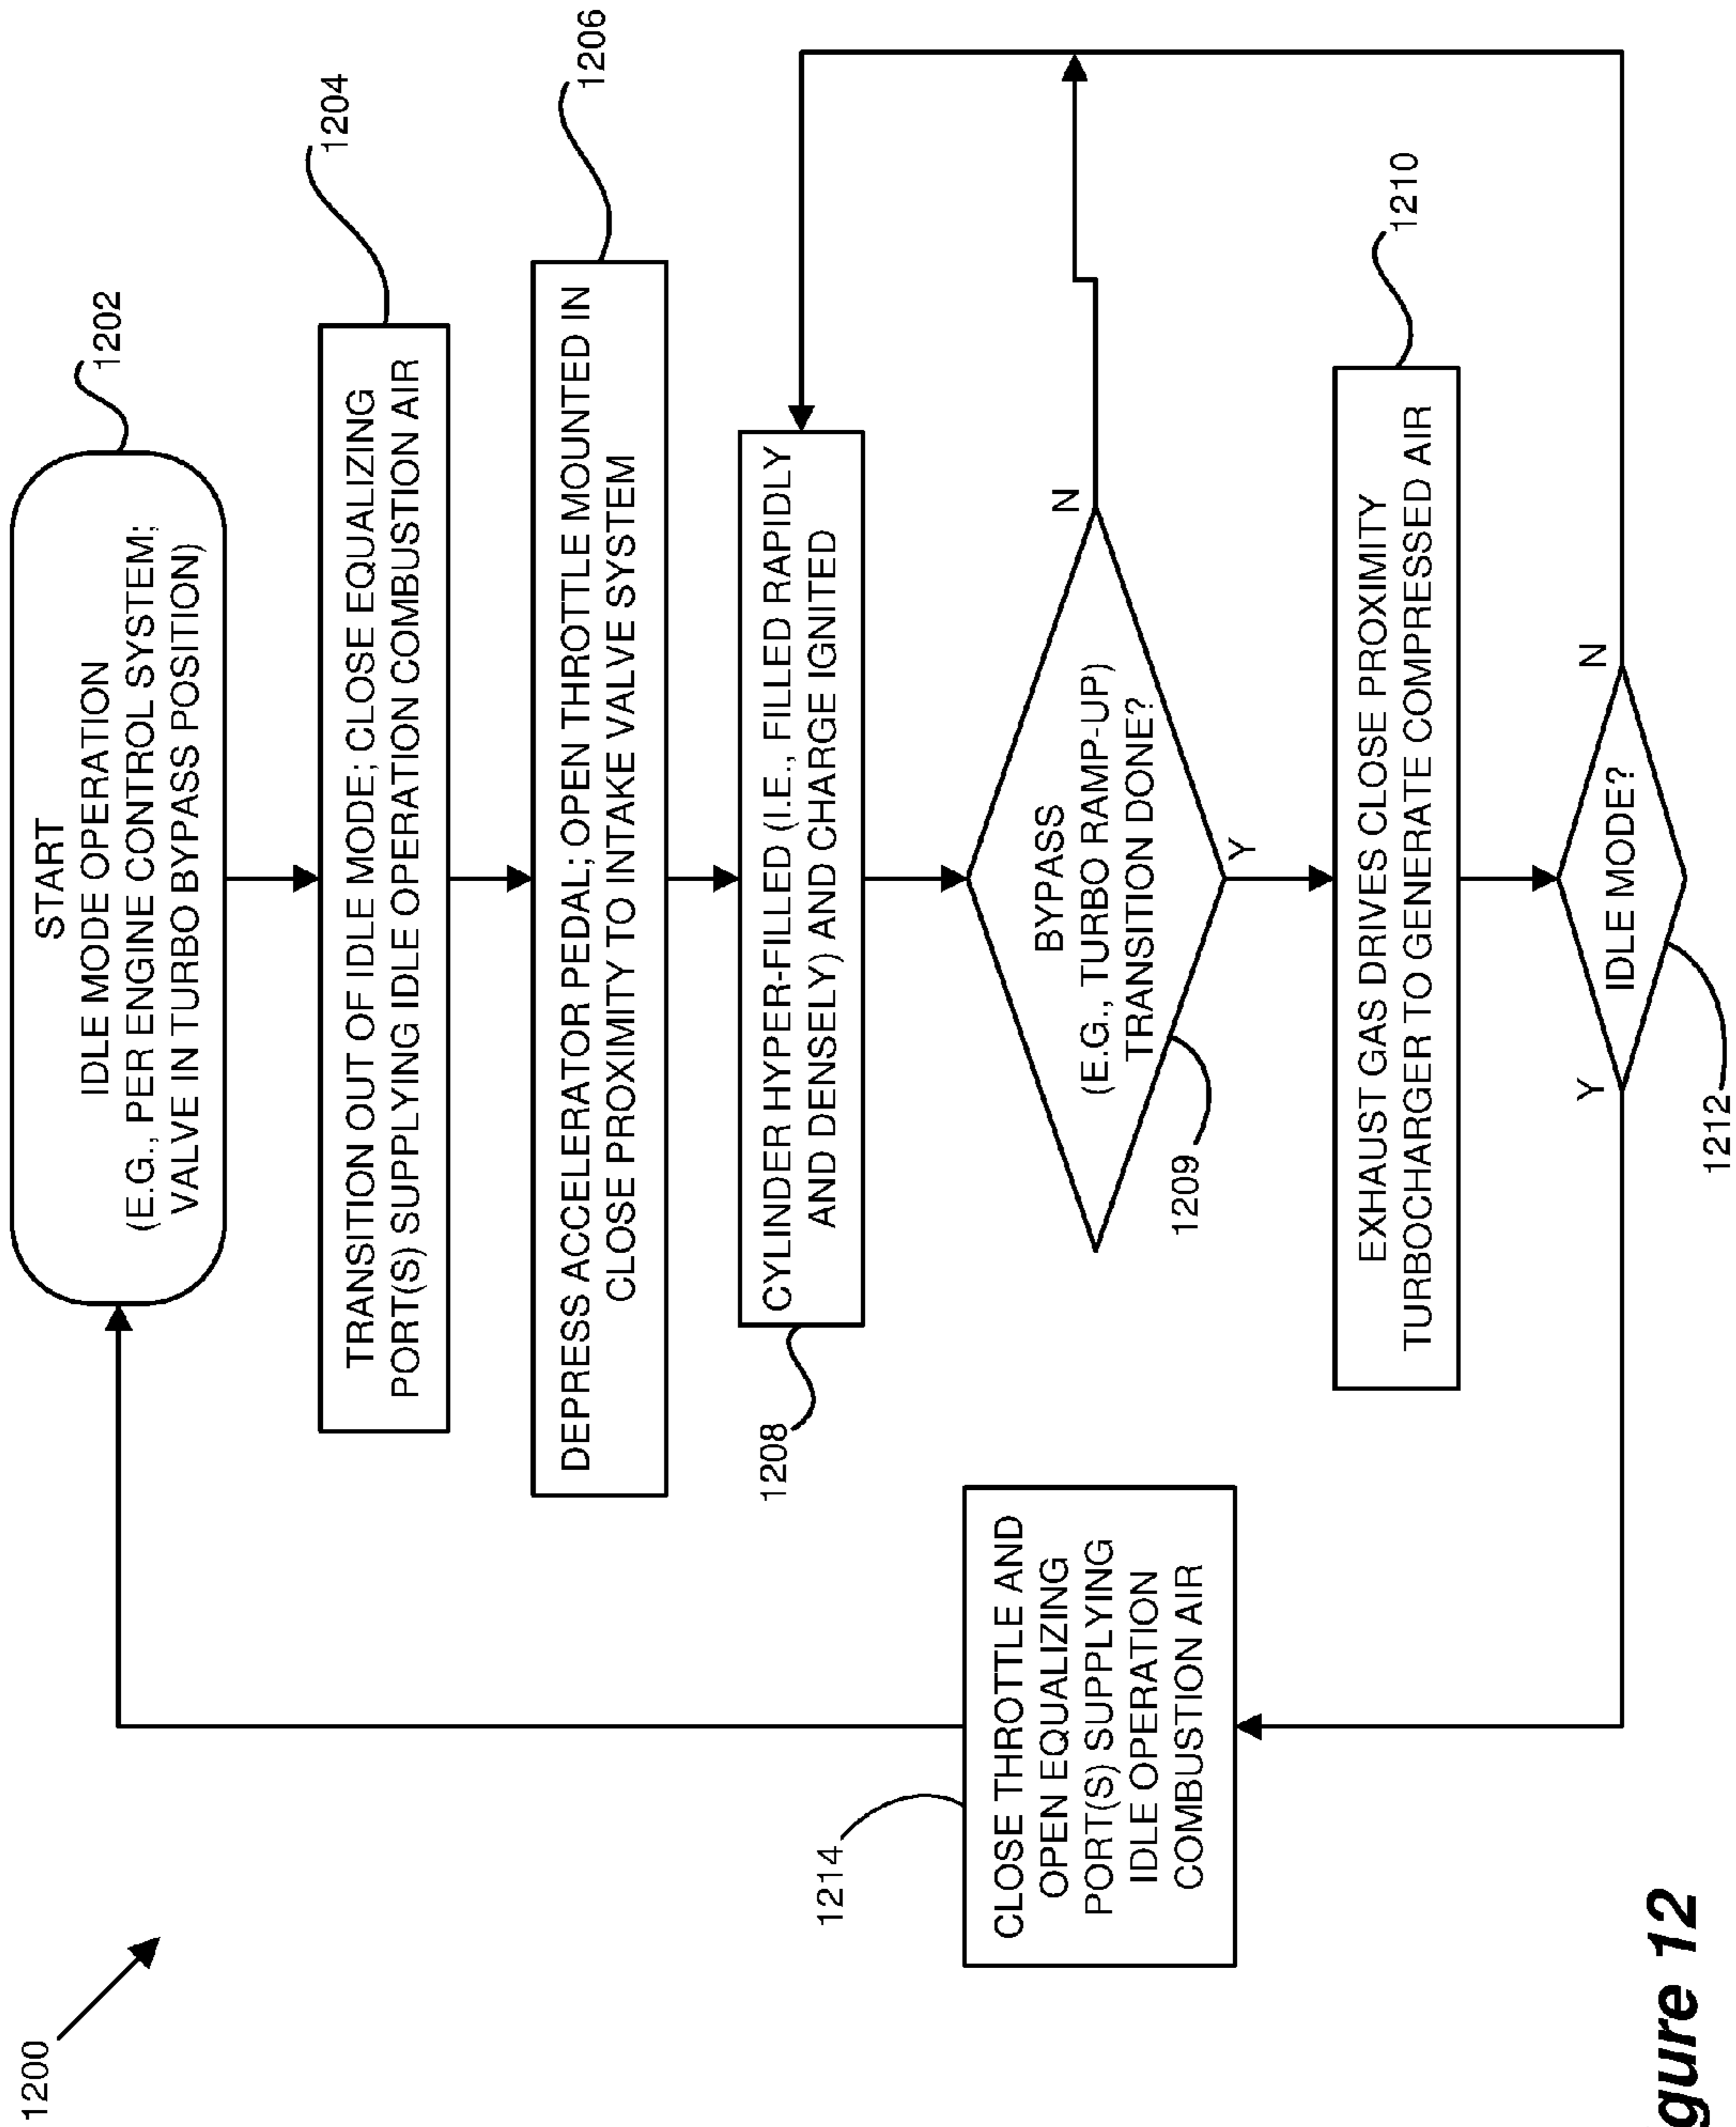 1200
START
IDLE MODE OPERATION
(E.G., PER ENGINE CONTROL SYSTEM;
VALVE IN TURBO BYPASS POSITION)
1202
TRANSITION OUT OF IDLE MODE; CLOSE EQUALIZING
PORT(S) SUPPLYING IDLE OPERATION COMBUSTION AIR
1204
DEPRESS ACCELERATOR PEDAL; OPEN THROTTLE MOUNTED IN
CLOSE PROXIMITY TO INTAKE VALVE SYSTEM
1206
CYLINDER HYPER-FILLED (I.E., FILLED RAPIDLY
AND DENSELY) AND CHARGE IGNITED
1208
BYPASS
(E.G., TURBO RAMP-UP)
TRANSITION DONE?
N
Y
1209
EXHAUST GAS DRIVES CLOSE PROXIMITY
TURBOCHARGER TO GENERATE COMPRESSED AIR
1210
IDLE MODE?
Y
N
1212
CLOSE THROTTLE AND
OPEN EQUALIZING
PORT(S) SUPPLYING
IDLE OPERATION
COMBUSTION AIR
1214
gure 12